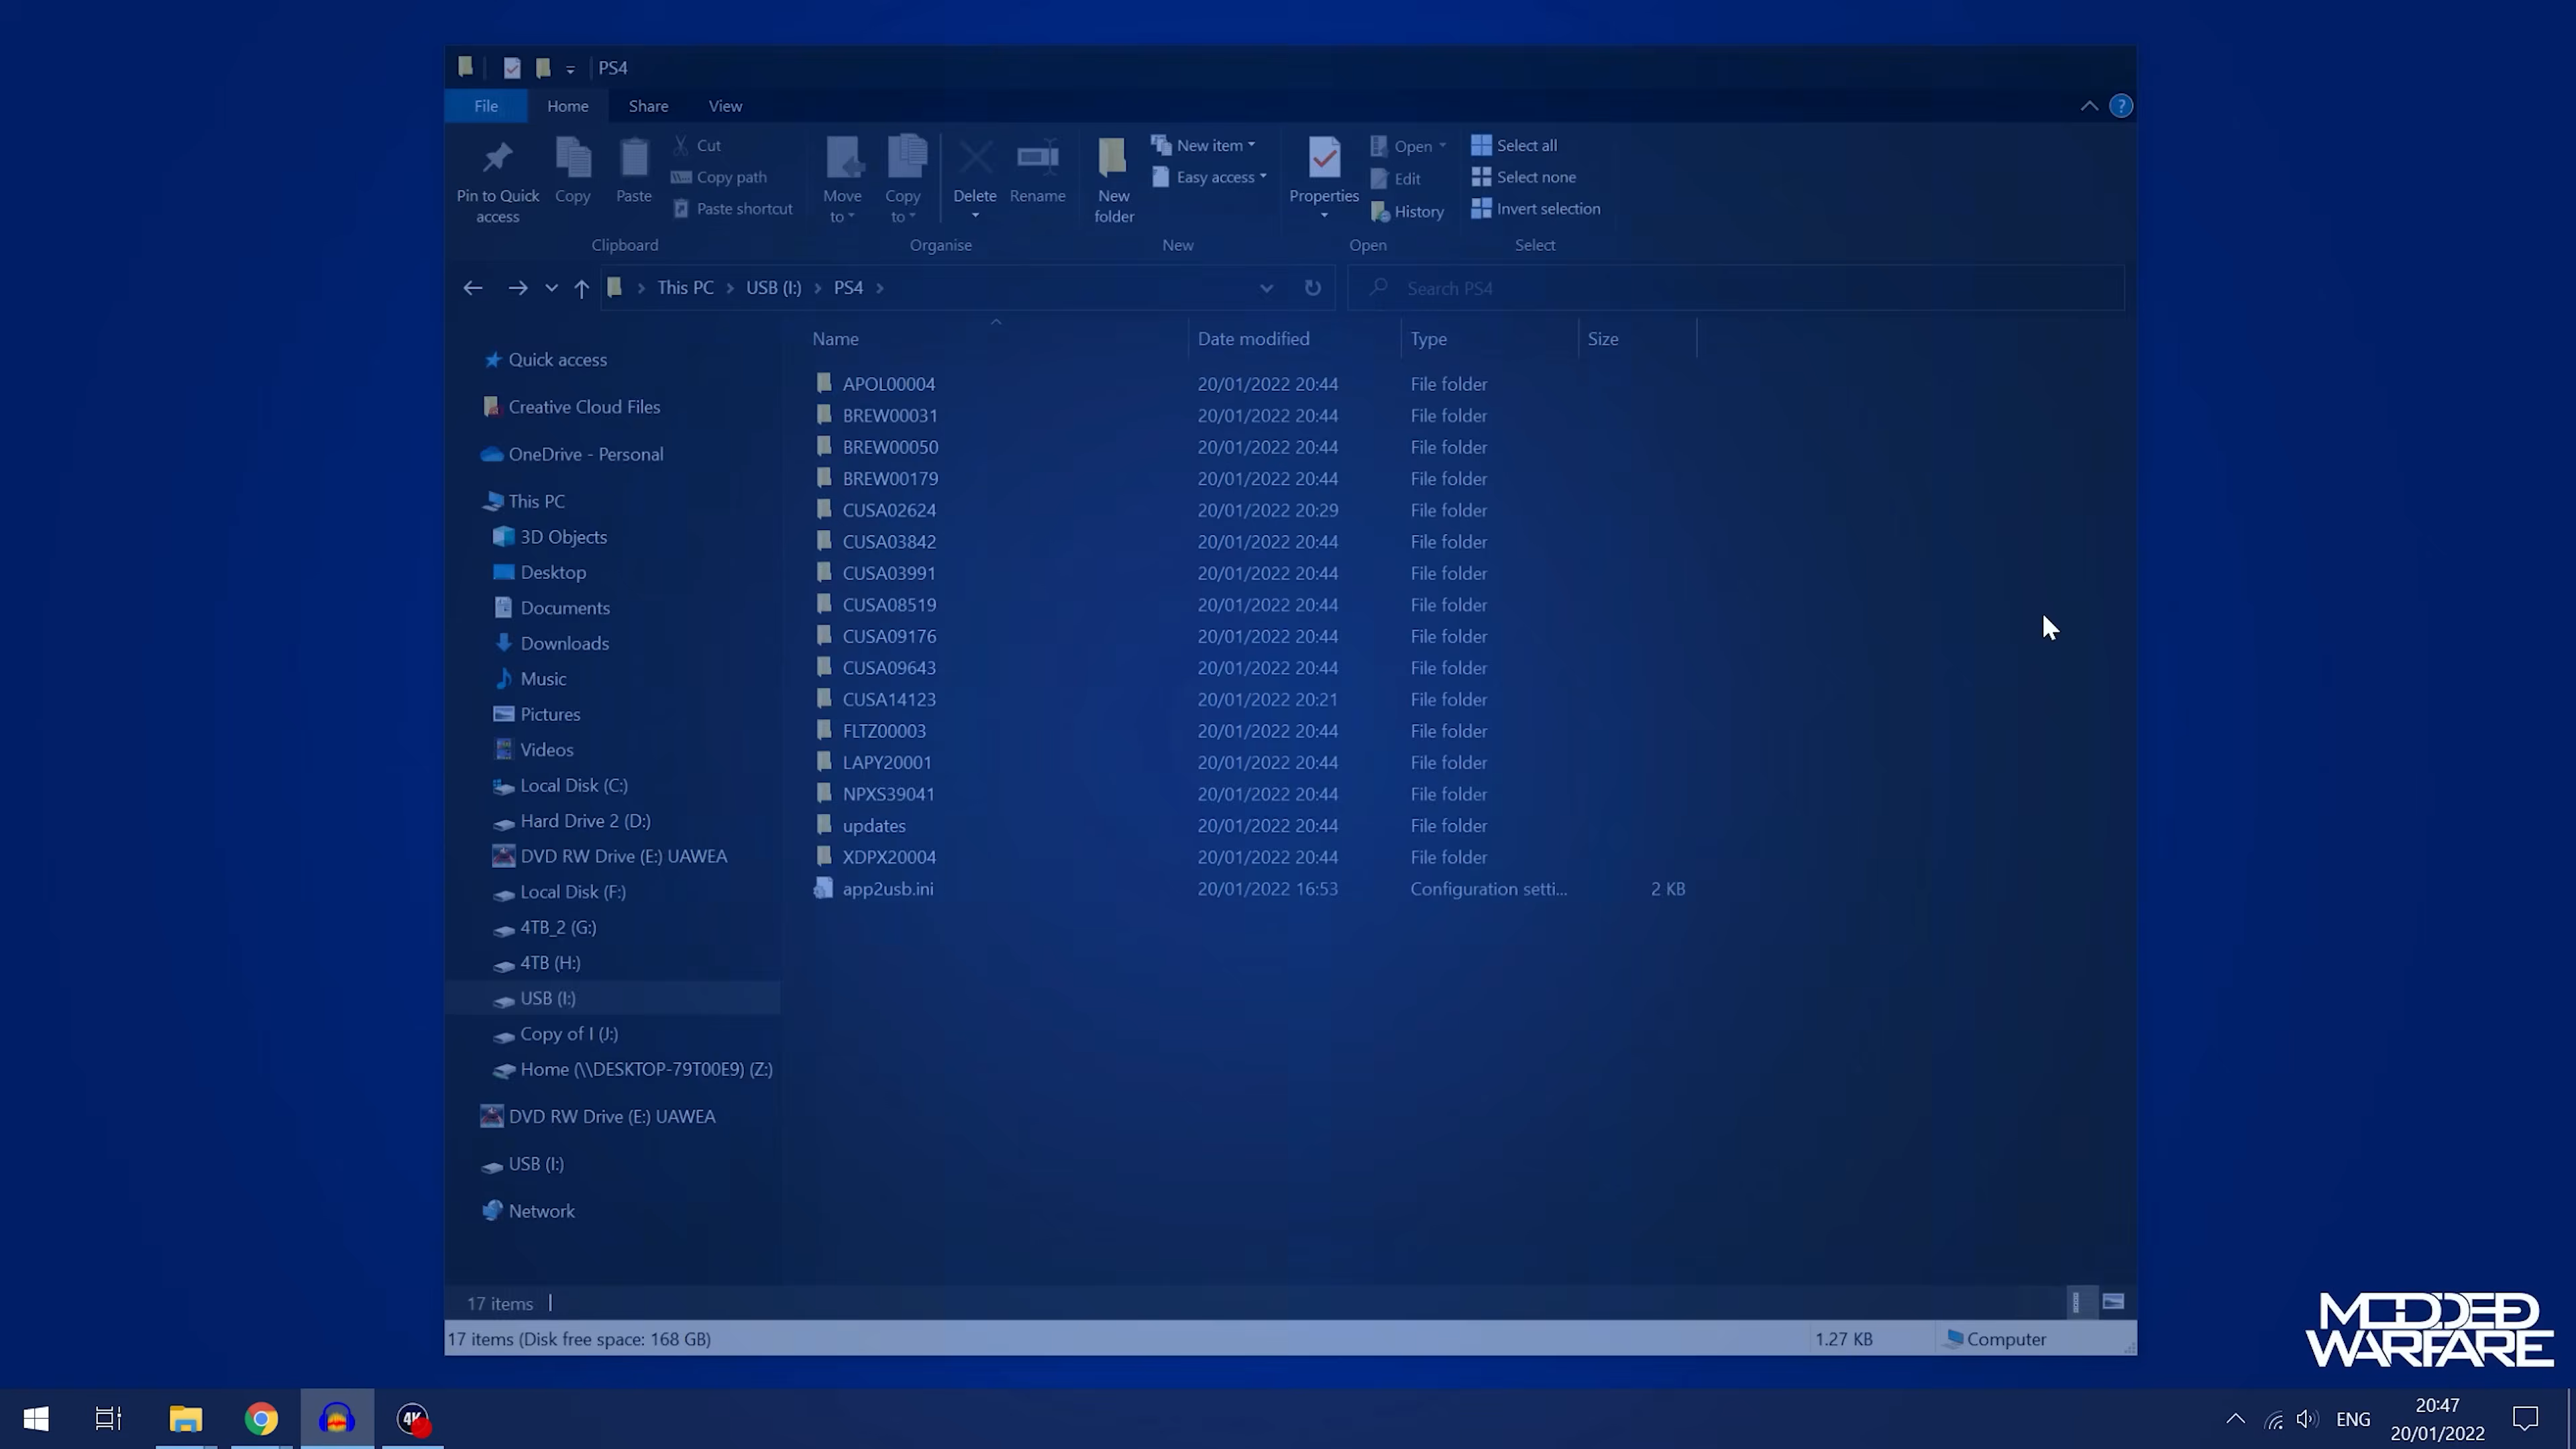 PS4
File Home Share View
Pin to Quick access
Copy
Paste
Cut
Copy path
Paste shortcut
Clipboard
Move to
Copy to
Delete
Rename
Organise
New folder
New item
Easy access
New
Properties
Open
Edit
History
Open
Select all
Select none
Invert selection
Select
This PC USB (I:) PS4
Search PS4
Quick access
Creative Cloud Files
OneDrive - Personal
This PC
3D Objects
Desktop
Documents
Downloads
Music
Pictures
Videos
Local Disk (C:)
Hard Drive 2 (D:)
DVD RW Drive (E:) UAWEA
Local Disk (F:)
4TB_2 (G:)
4TB (H:)
USB (I:)
Copy of I (J:)
Home (\\DESKTOP-79T00E9) (Z:)
DVD RW Drive (E:) UAWEA
USB (I:)
Network
Name Date modified Type Size
APOL00004 20/01/2022 20:44 File folder
BREW00031 20/01/2022 20:44 File folder
BREW00050 20/01/2022 20:44 File folder
BREW00179 20/01/2022 20:44 File folder
CUSA02624 20/01/2022 20:29 File folder
CUSA03842 20/01/2022 20:44 File folder
CUSA03991 20/01/2022 20:44 File folder
CUSA08519 20/01/2022 20:44 File folder
CUSA09176 20/01/2022 20:44 File folder
CUSA09643 20/01/2022 20:44 File folder
CUSA14123 20/01/2022 20:21 File folder
FLTZ00003 20/01/2022 20:44 File folder
LAPY20001 20/01/2022 20:44 File folder
NPXS39041 20/01/2022 20:44 File folder
updates 20/01/2022 20:44 File folder
XDPX20004 20/01/2022 20:44 File folder
app2usb.ini 20/01/2022 16:53 Configuration setti... 2 KB
17 items
17 items (Disk free space: 168 GB) 1.27 KB Computer
MODDED
WARFARE
4K
ENG
20:47
20/01/2022